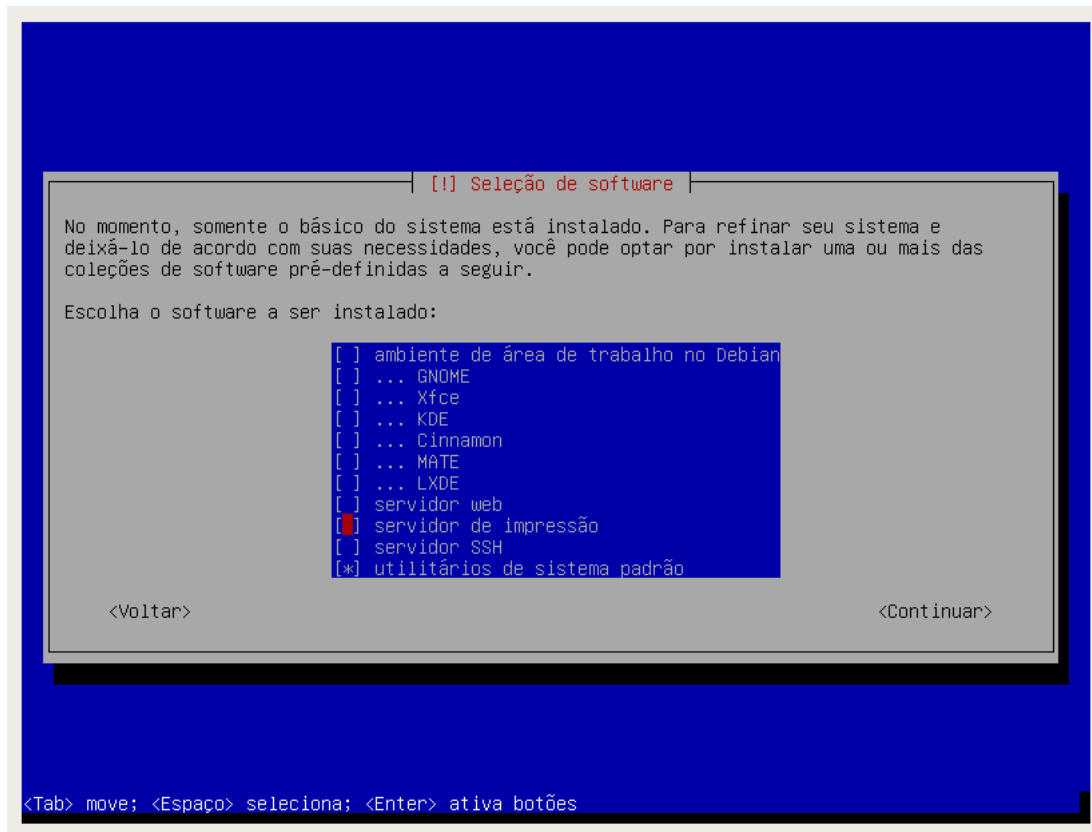 [!] Seleção de software
No momento, somente o básico do sistema está instalado. Para refinar seu sistema e
deixá-lo de acordo com suas necessidades, você pode optar por instalar uma ou mais das
coleções de software pré-definidas a seguir.
Escolha o software a ser instalado:
[ ] ambiente de área de trabalho no Debian
[ ] ... GNOME
[ ] ... Xfce
[ ] ... KDE
[ ] ... Cinnamon
[ ] ... MATE
[ ] ... LXDE
[ ] servidor web
[ ] servidor de impressão
[ ] servidor SSH
[*] utilitários de sistema padrão
<Voltar> <Continuar>
<Tab> move; <Espaço> seleciona; <Enter> ativa botões